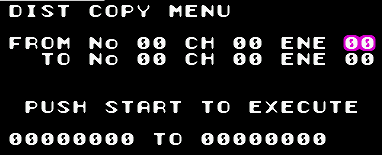 DIST COPY MENU
FROM No 00 CH 00 ENE 00
TO No 00 CH 00 ENE 00
PUSH START TO EXECUTE
00000000 TO 00000000